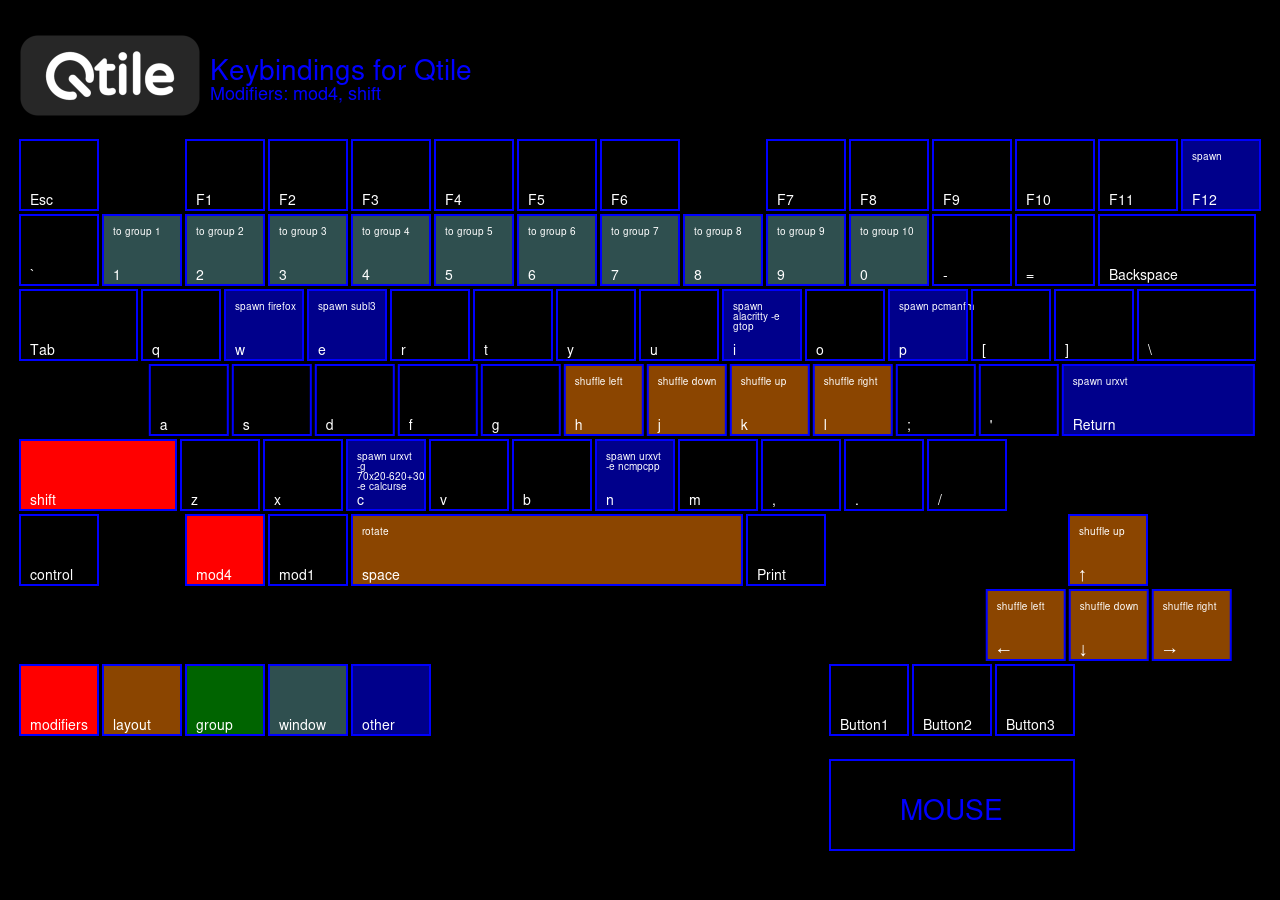 Qtile
Keybindings for Qtile
Modifiers: mod4, shift
Esc
F1
F2
F3
F4
F5
F6
F7
F8
F9
F10
F11
spawn
F12
`
to group 1
1
to group 2
2
to group 3
3
to group 4
4
to group 5
5
to group 6
6
to group 7
7
to group 8
8
to group 9
9
to group 10
0
-
=
Backspace
Tab
q
spawn firefox
w
spawn subl3
e
r
t
y
u
spawn
alacritty -e
gtop
i
o
spawn pcmanfm
p
[
]
\
a
s
d
f
g
shuffle left
h
shuffle down
j
shuffle up
k
shuffle right
l
;
'
spawn urxvt
Return
shift
z
x
spawn urxvt
-g
70x20-620+30
-e calcurse
c
v
b
spawn urxvt
-e ncmpcpp
n
m
,
.
/
control
mod4
mod1
rotate
space
Print
shuffle up
↑
shuffle left
←
shuffle down
↓
shuffle right
→
modifiers
layout
group
window
other
Button1
Button2
Button3
MOUSE